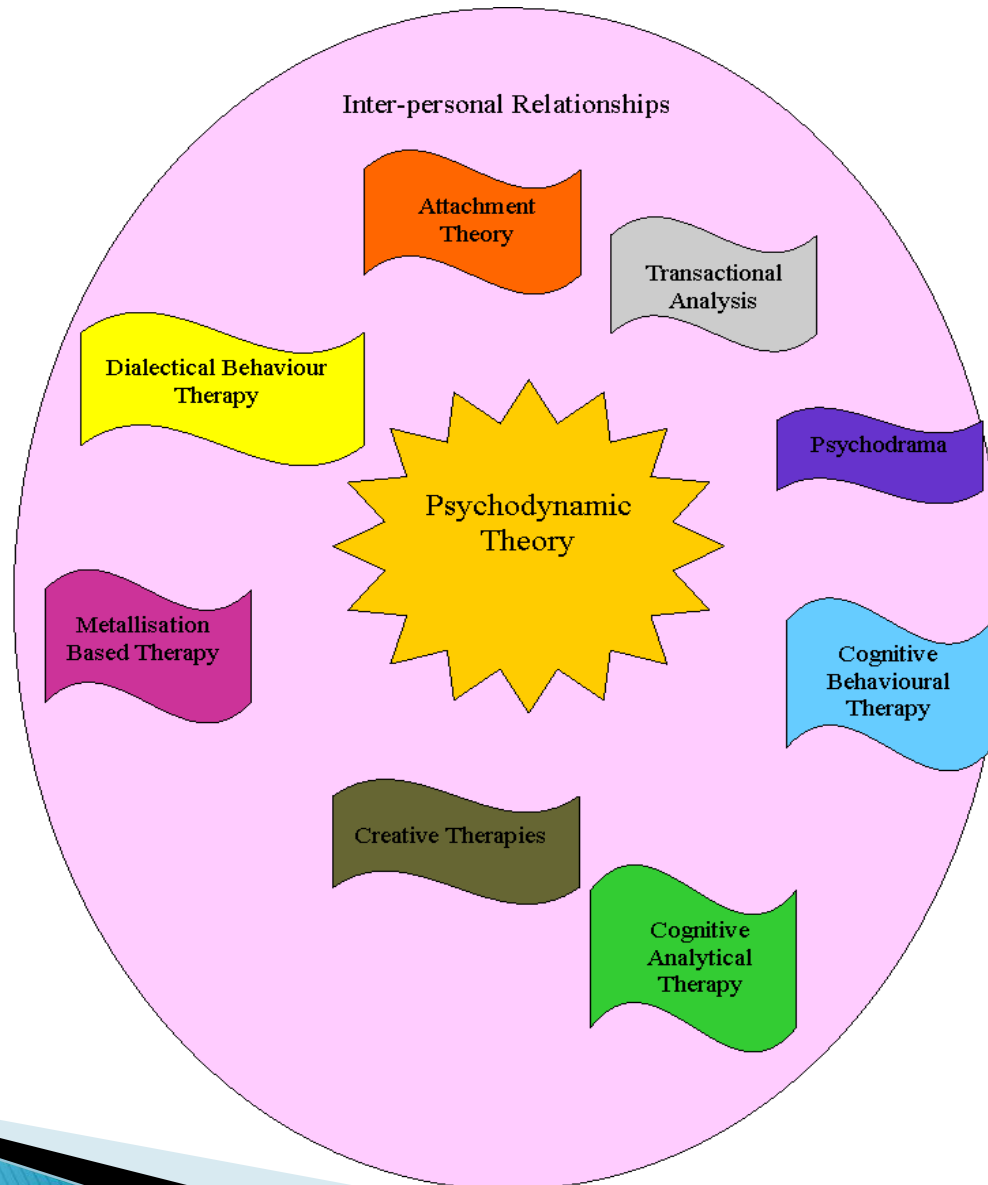 Inter-personal Relationships
Attachment
Theory
Transactional
Analysis
Dialectical Behaviour
Therapy
Psychodrama
Psychodynamic
Theory
Metallisation
Based Therapy
Cognitive
Behavioural
Therapy
Creative Therapies
Cognitive
Analytical
Therapy